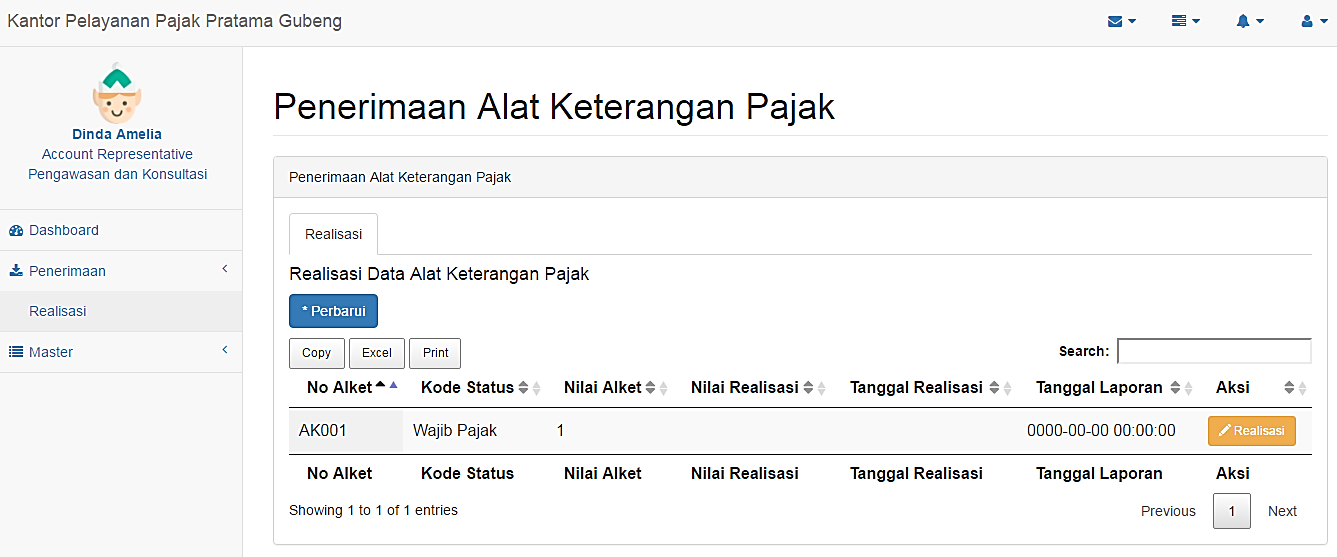 Kantor Pelayanan Pajak Pratama Gubeng
Dinda Amelia
Account Representative
Pengawasan dan Konsultasi
Dashboard
Penerimaan
Realisasi
Master
Penerimaan Alat Keterangan Pajak
Penerimaan Alat Keterangan Pajak
Realisasi
Realisasi Data Alat Keterangan Pajak
* Perbarui
Copy Excel Print Search:
No Alket Kode Status Nilai Alket Nilai Realisasi Tanggal Realisasi Tanggal Laporan Aksi
AK001 Wajib Pajak 1 0000-00-00 00:00:00 Realisasi
No Alket Kode Status Nilai Alket Nilai Realisasi Tanggal Realisasi Tanggal Laporan Aksi
Showing 1 to 1 of 1 entries Previous 1 Next